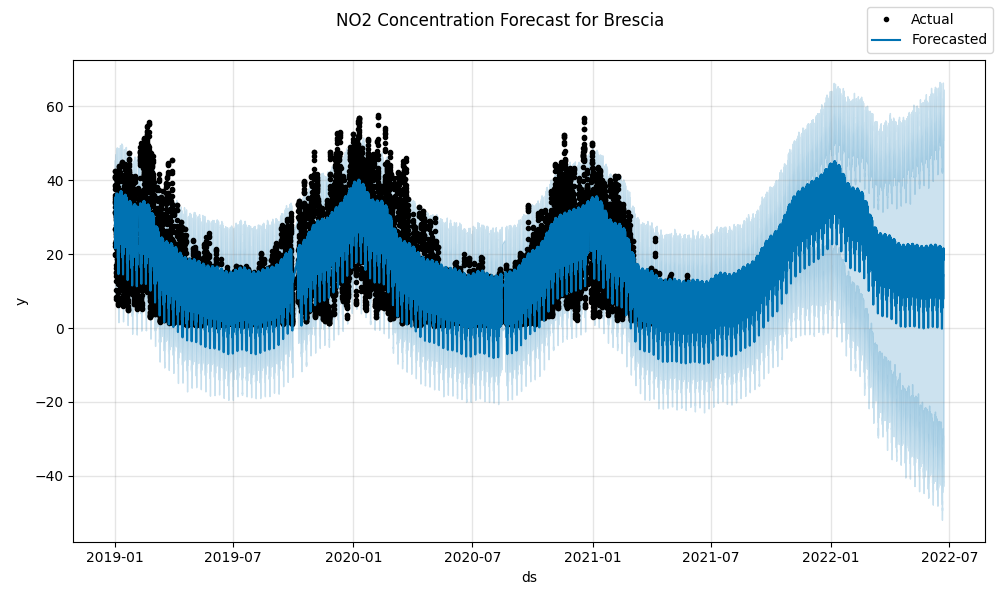 NO2 Concentration Forecast for Brescia
Actual
Forecasted
y
60
40
20
0
−20
−40
2019-01
2019-07
2020-01
2020-07
2021-01
2021-07
2022-01
2022-07
ds